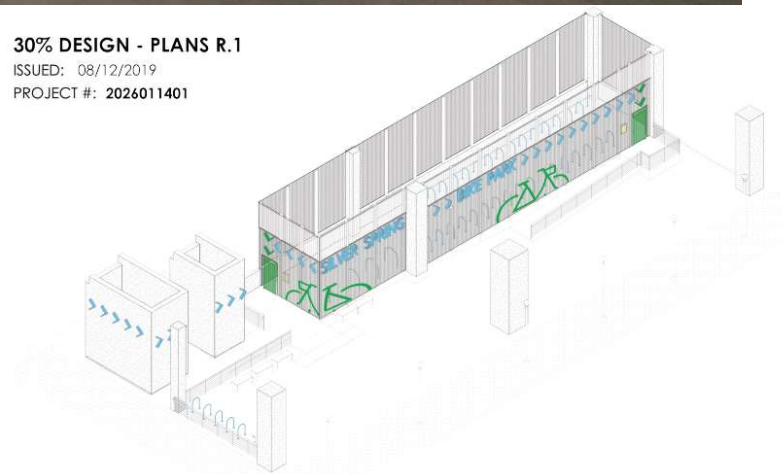 30% DESIGN - PLANS R.1
ISSUED: 08/12/2019
PROJECT #: 2026011401
SILVER SPRING
BIKE PARK